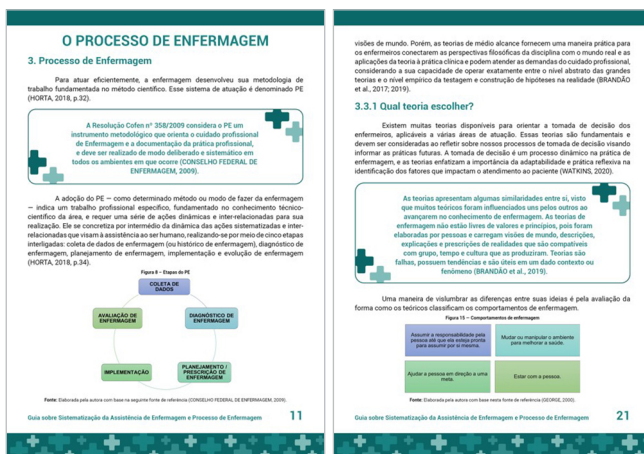 O PROCESSO DE ENFERMAGEM
3. Processo de Enfermagem
Para atuar eficientemente, a enfermagem desenvolveu sua metodologia de
trabalho fundamentada no método científico. Esse sistema de atuação é denominado PE
(HORTA, 2018, p.32).
A Resolução Cofen nº 358/2009 considera o PE um
instrumento metodológico que orienta o cuidado profissional
de Enfermagem e a documentação da prática profissional,
e deve ser realizado de modo deliberado e sistemático em
todos os ambientes em que ocorre (CONSELHO FEDERAL DE
ENFERMAGEM, 2009).
A adoção do PE — como determinado método ou modo de fazer da enfermagem
— indica um trabalho profissional específico, fundamentado no conhecimento técnico-
científico da área, e requer uma série de ações dinâmicas e inter-relacionadas para sua
realização. Ele se concretiza por intermédio da dinâmica das ações sistematizadas e inter-
relacionadas que visam à assistência ao ser humano, realizando-se por meio de cinco etapas
interligadas: coleta de dados de enfermagem (ou histórico de enfermagem), diagnóstico de
enfermagem, planejamento de enfermagem, implementação e evolução de enfermagem
(HORTA, 2018, p.34).
Figura 8 – Etapas do PE
COLETA DE
DADOS
AVALIAÇÃO DE
ENFERMAGEM
DIAGNÓSTICO DE
ENFERMAGEM
IMPLEMENTAÇÃO
PLANEJAMENTO /
PRESCRIÇÃO DE
ENFERMAGEM
Fonte: Elaborada pela autora com base na seguinte fonte de referência (CONSELHO FEDERAL DE ENFERMAGEM, 2009).
Guia sobre Sistematização da Assistência de Enfermagem e Processo de Enfermagem 11
visões de mundo. Porém, as teorias de médio alcance fornecem uma maneira prática para
os enfermeiros conectarem as perspectivas filosóficas da disciplina com o mundo real e as
aplicações da teoria à prática clínica e podem atender as demandas do cuidado profissional,
considerando a sua capacidade de operar exatamente entre o nível abstrato das grandes
teorias e o nível empírico da testagem e construção de hipóteses na realidade (BRANDÃO
et al., 2017; 2019).
3.3.1 Qual teoria escolher?
Existem muitas teorias disponíveis para orientar a tomada de decisão dos
enfermeiros, aplicáveis a várias áreas de atuação. Essas teorias são fundamentais e
devem ser consideradas ao refletir sobre nossos processos de tomada de decisão visando
informar as práticas futuras. A tomada de decisão é um processo dinâmico na prática de
enfermagem, e as teorias enfatizam a importância da adaptabilidade e prática reflexiva na
identificação dos fatores que impactam o atendimento ao paciente (WATKINS, 2020).
As teorias apresentam algumas similaridades entre si, visto
que muitos teóricos foram influenciados uns pelos outros ao
avançarem no conhecimento de enfermagem. As teorias de
enfermagem não estão livres de valores e princípios, pois foram
elaboradas por pessoas e carregam visões de mundo, descrições,
explicações e prescrições de realidades que são compatíveis
com grupo, tempo e cultura que as produziram. Teorias são
falhas, possuem tendências e são úteis em um dado contexto ou
fenômeno (BRANDÃO et al., 2019).
Uma maneira de vislumbrar as diferenças entre suas ideias é pela avaliação da
forma como os teóricos classificam os comportamentos de enfermagem.
Figura 15 – Comportamentos de enfermagem
Assumir a responsabilidade pela
pessoa até que ela esteja pronta
para assumir por si mesma.
Mudar ou manipular o ambiente
para melhorar a saúde.
Ajudar a pessoa em direção a uma
meta.
Estar com a pessoa.
Fonte: Elaborada pela autora com base nesta fonte de referência (GEORGE, 2000).
Guia sobre Sistematização da Assistência de Enfermagem e Processo de Enfermagem 21